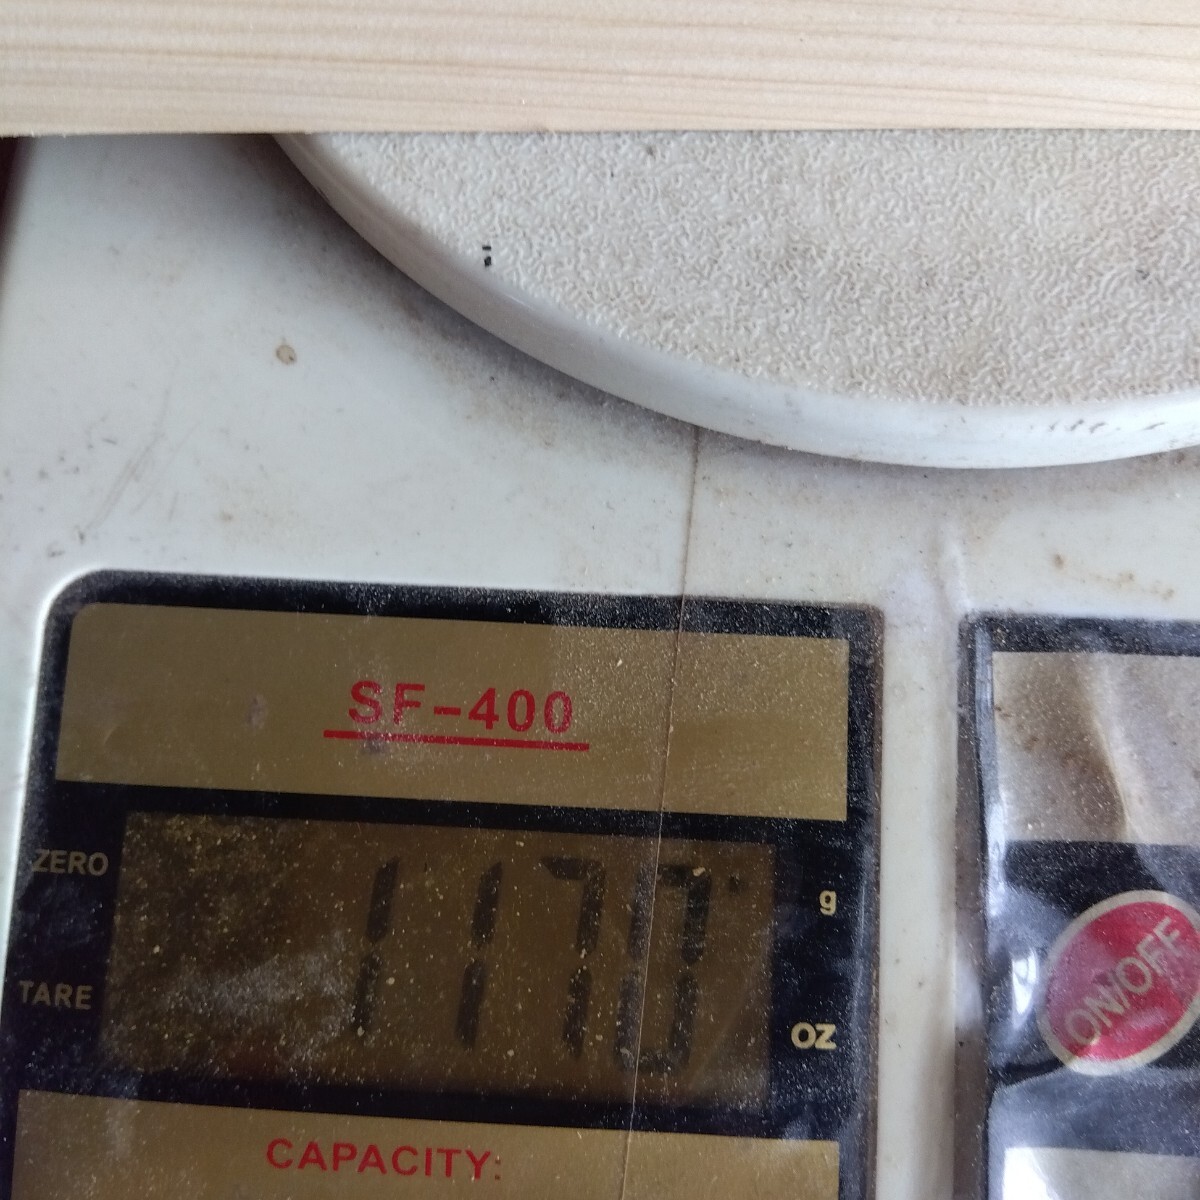 SF-400
ZERO
1170
g
TARE
OZ
ON/OFF
CAPACITY: